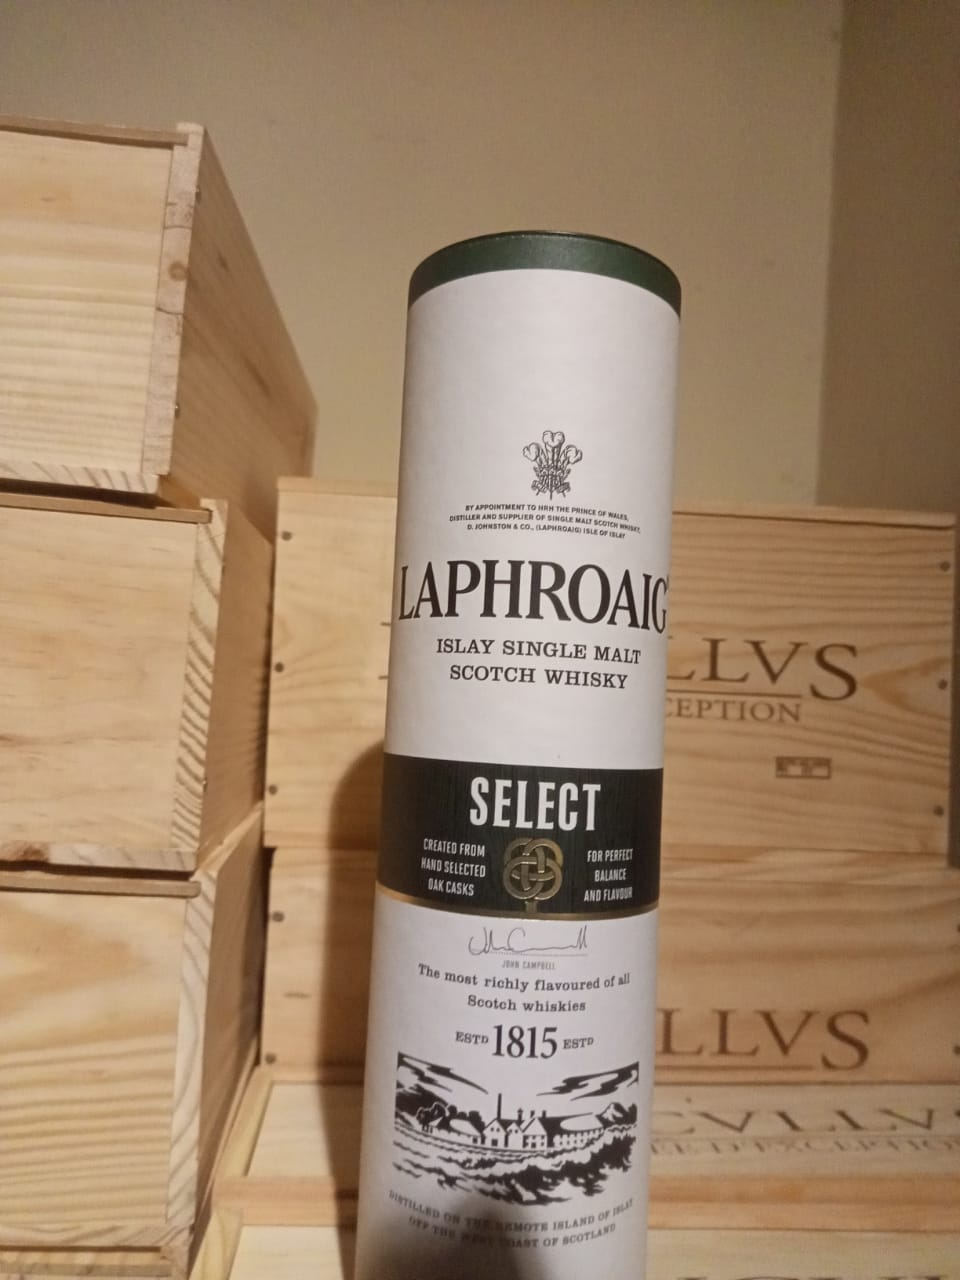 BY APPOINTMENT TO HRH THE PRINCE OF WALES,
DISTILLER AND SUPPLIER OF SINGLE MALT SCOTCH WHISKY,
D. JOHNSTON & CO., (LAPHROAIG) ISLE OF ISLAY
LAPHROAIG
ISLAY SINGLE MALT
SCOTCH WHISKY
SELECT
CREATED FROM
HAND SELECTED
OAK CASKS
FOR PERFECT
BALANCE
AND FLAVOUR
JOHN CAMPBELL
The most richly flavoured of all
Scotch whiskies
ESTD 1815 ESTD
DISTILLED ON THE REMOTE ISLAND OF ISLAY
OFF THE WEST COAST OF SCOTLAND
LLVS
CEPTION
LLVS
CVLLVS
EE D'EXCEPTION